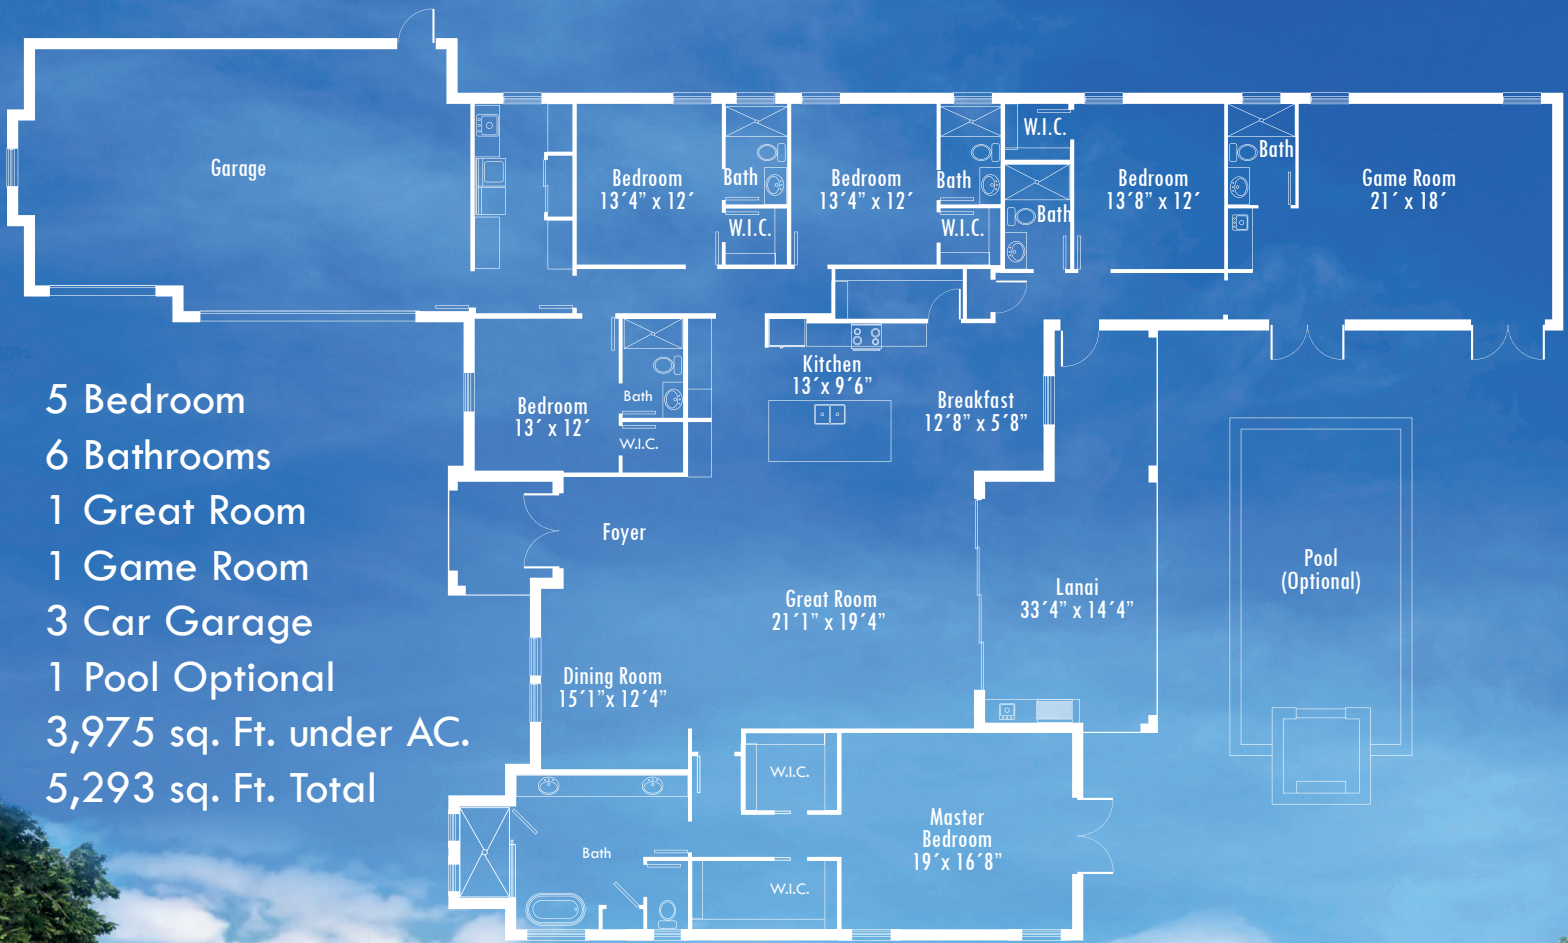 Garage
Bedroom
13´4” x 12´
Bath
W.I.C.
Bedroom
13´4” x 12´
Bath
W.I.C.
W.I.C.
Bath
Bedroom
13´8” x 12´
Bath
Game Room
21´ x 18´
Bedroom
13´ x 12´
Bath
W.I.C.
Kitchen
13´x 9´6”
Breakfast
12´8” x 5´8”
5 Bedroom
6 Bathrooms
1 Great Room
1 Game Room
3 Car Garage
1 Pool Optional
3,975 sq. Ft. under AC.
5,293 sq. Ft. Total
Foyer
Great Room
21´1” x 19´4”
Lanai
33´4” x 14´4”
Pool
(Optional)
Dining Room
15´1”x 12´4”
W.I.C.
Master
Bedroom
19´x 16´8”
Bath
W.I.C.